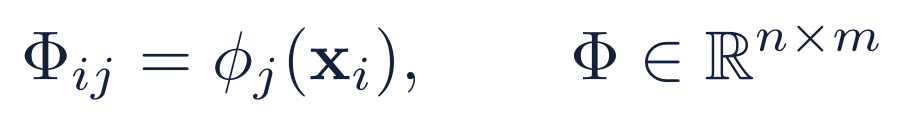 Φ_{ij} = ϕ_j(𝐱_i),    Φ ∈ ℝ^{n×m}